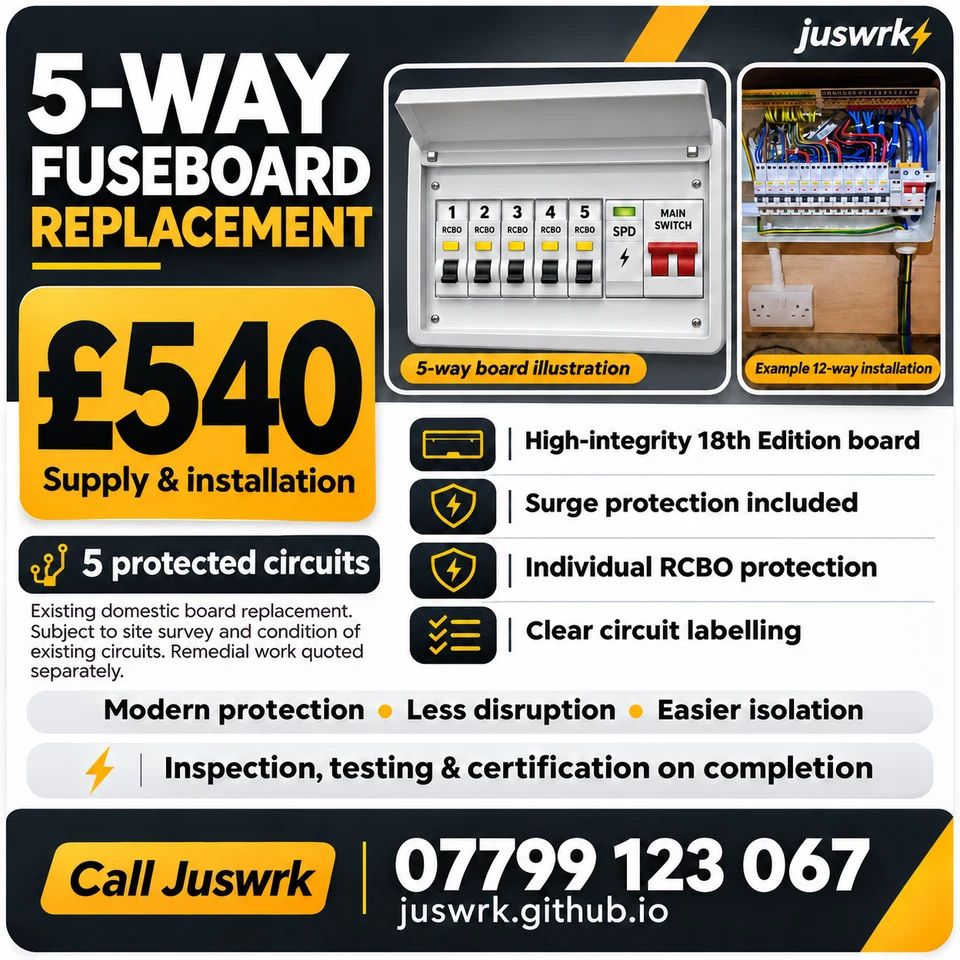 juswrk
5-WAY
FUSEBOARD
REPLACEMENT
1 2 3 4 5
RCBO RCBO RCBO RCBO RCBO
SPD
MAIN
SWITCH
5-way board illustration
Example 12-way installation
£540
Supply & installation
5 protected circuits
Existing domestic board replacement.
Subject to site survey and condition of
existing circuits. Remedial work quoted
separately.
High-integrity 18th Edition board
Surge protection included
Individual RCBO protection
Clear circuit labelling
Modern protection • Less disruption • Easier isolation
Inspection, testing & certification on completion
Call Juswrk
07799 123 067
juswrk.github.io